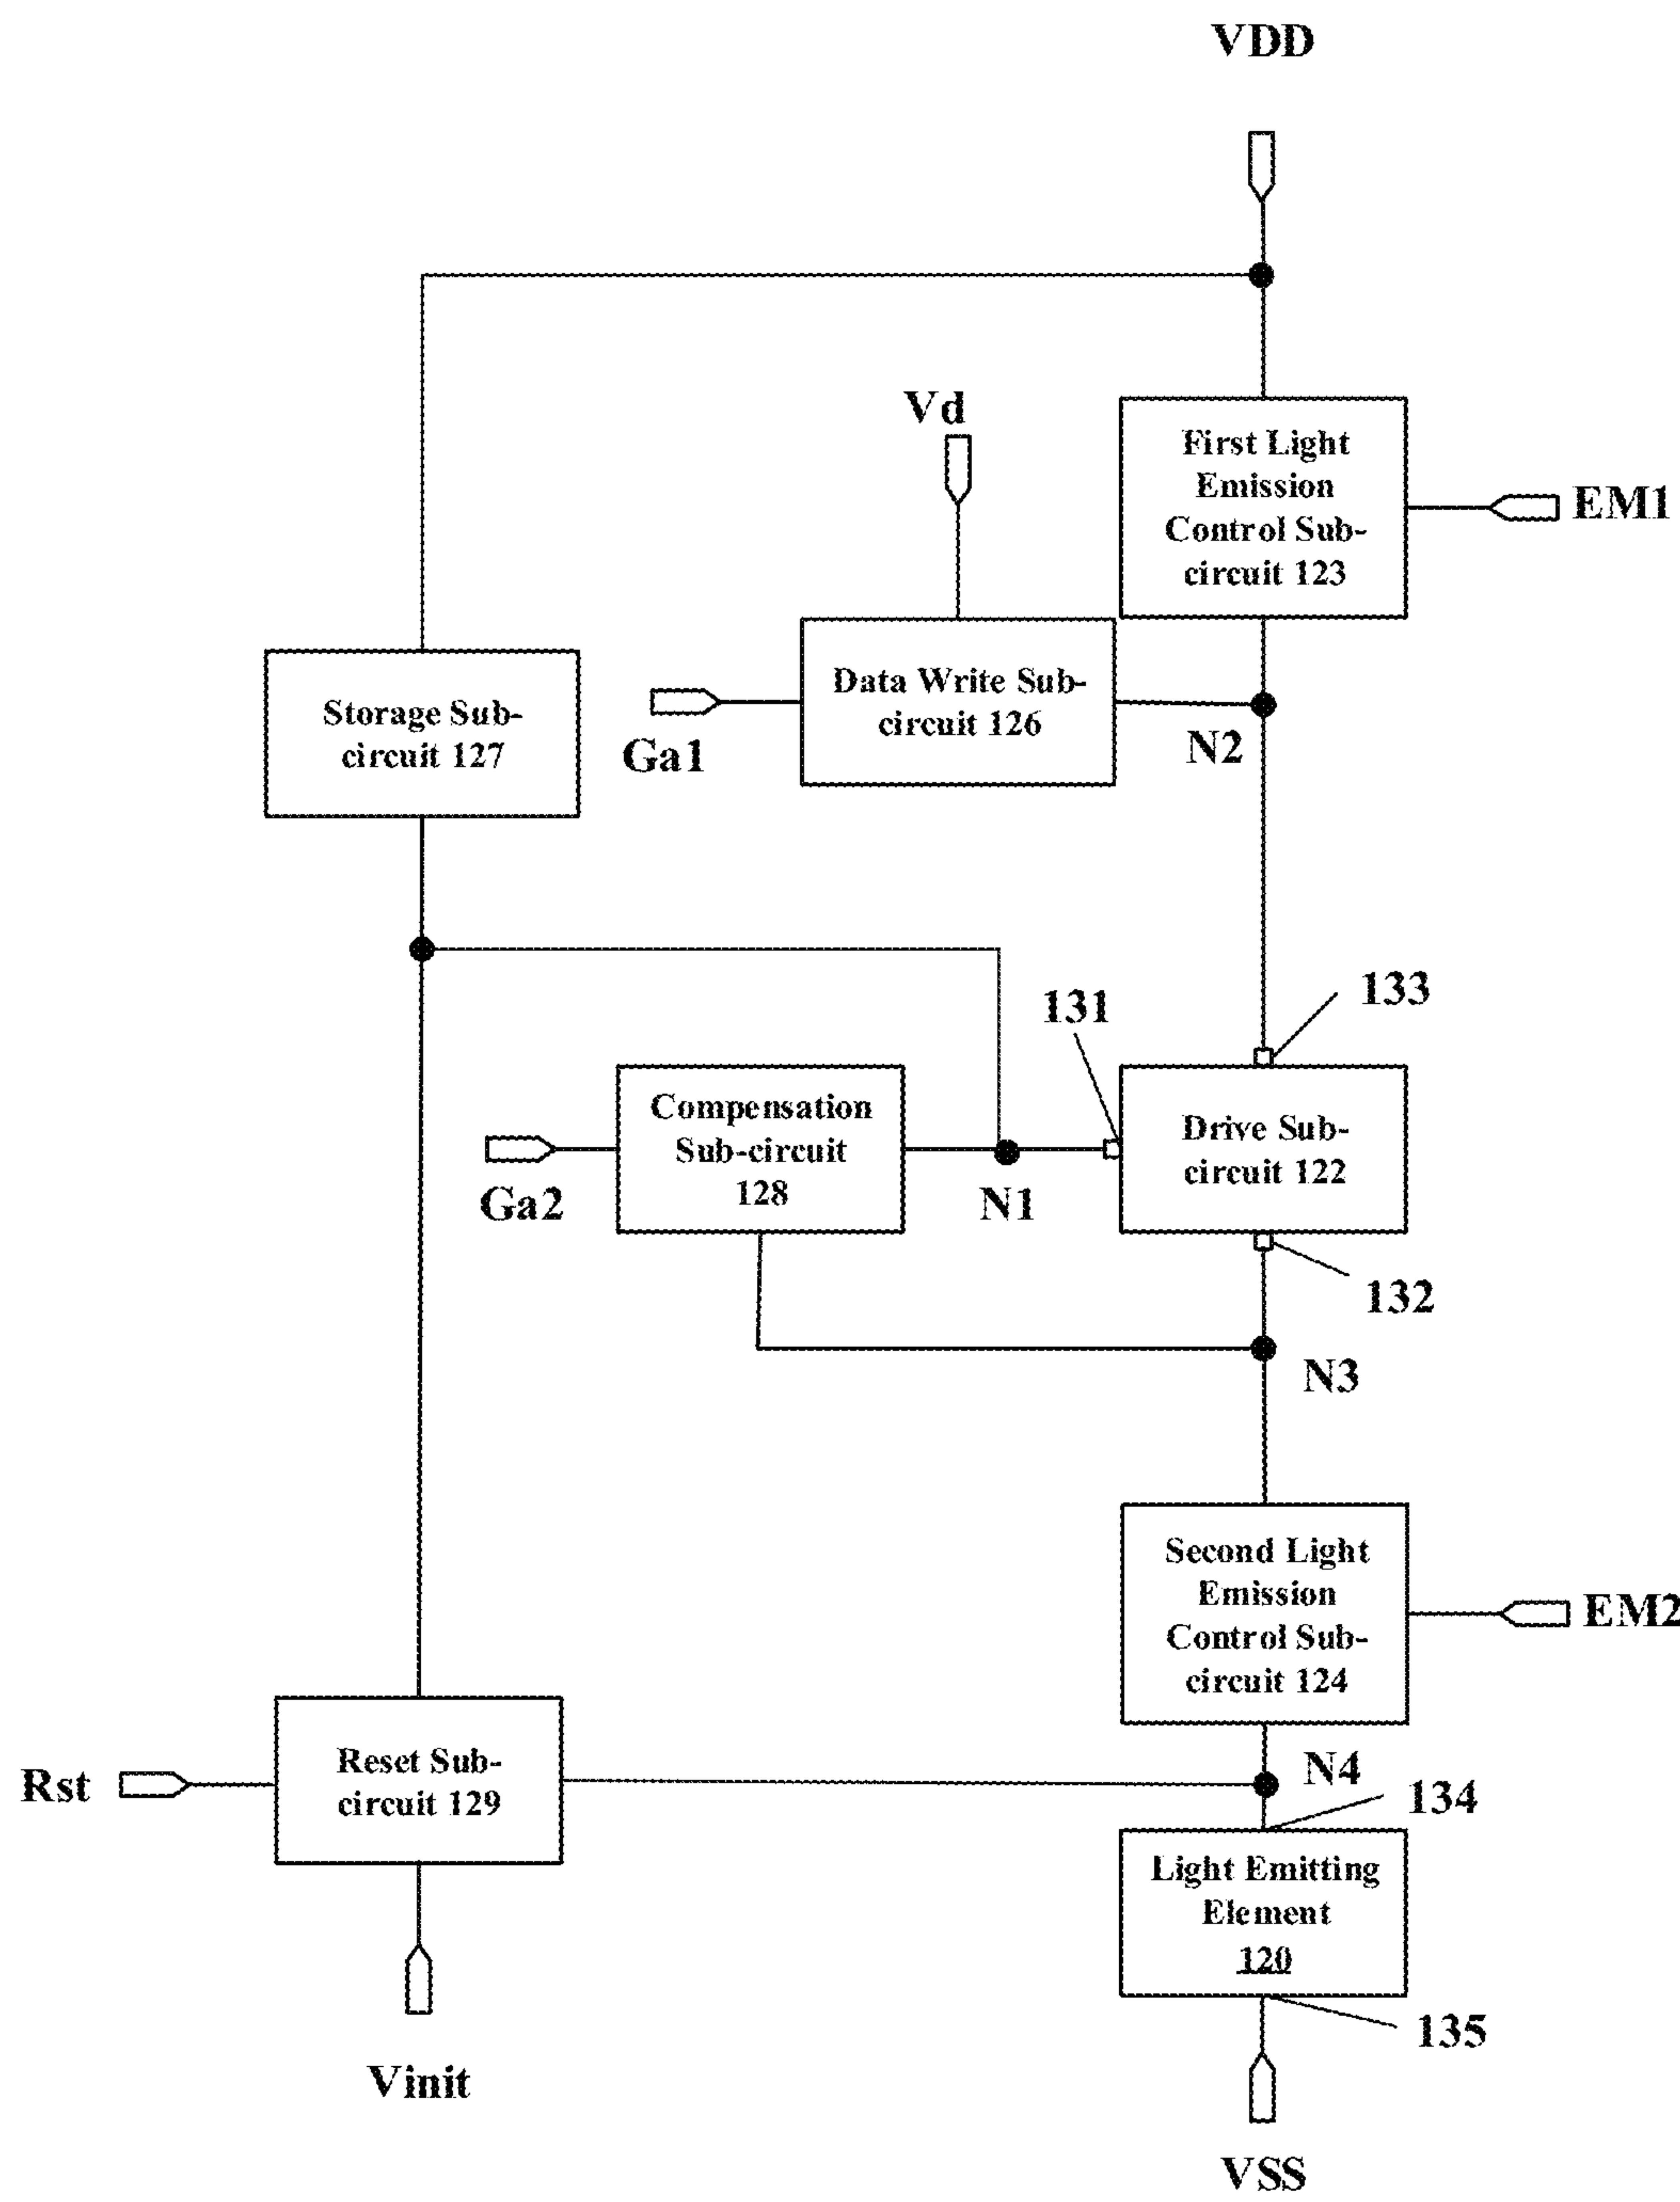 VDD
Vd
First Light
Emission
Control Sub-
circuit 123
EM1
Storage Sub-
circuit 127
Data Write Sub-
circuit 126
Ga1
N2
133
131
Compensation
Sub-circuit
128
Drive Sub-
circuit 122
Ga2
N1
132
N3
Second Light
Emission
Control Sub-
circuit 124
EM2
Reset Sub-
circuit 129
Rst
N4
134
Light Emitting
Element
120
135
Vinit
VSS